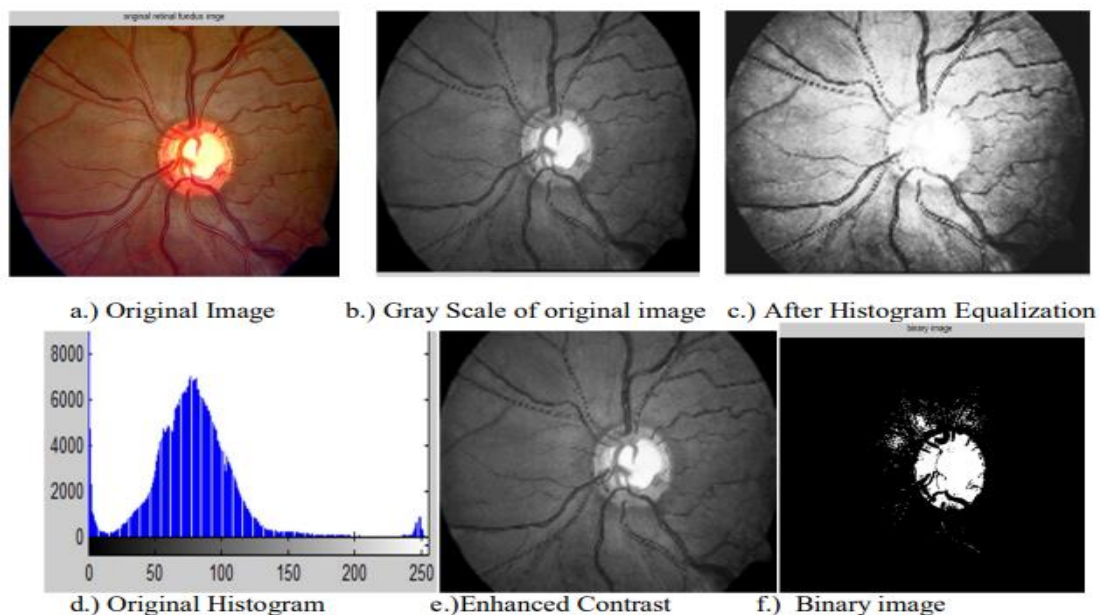 original retinal fundus image
a.) Original Image
b.) Gray Scale of original image
c.) After Histogram Equalization
8000
6000
4000
2000
0
0 50 100 150 200 250
binary image
d.) Original Histogram
e.)Enhanced Contrast
f.) Binary image